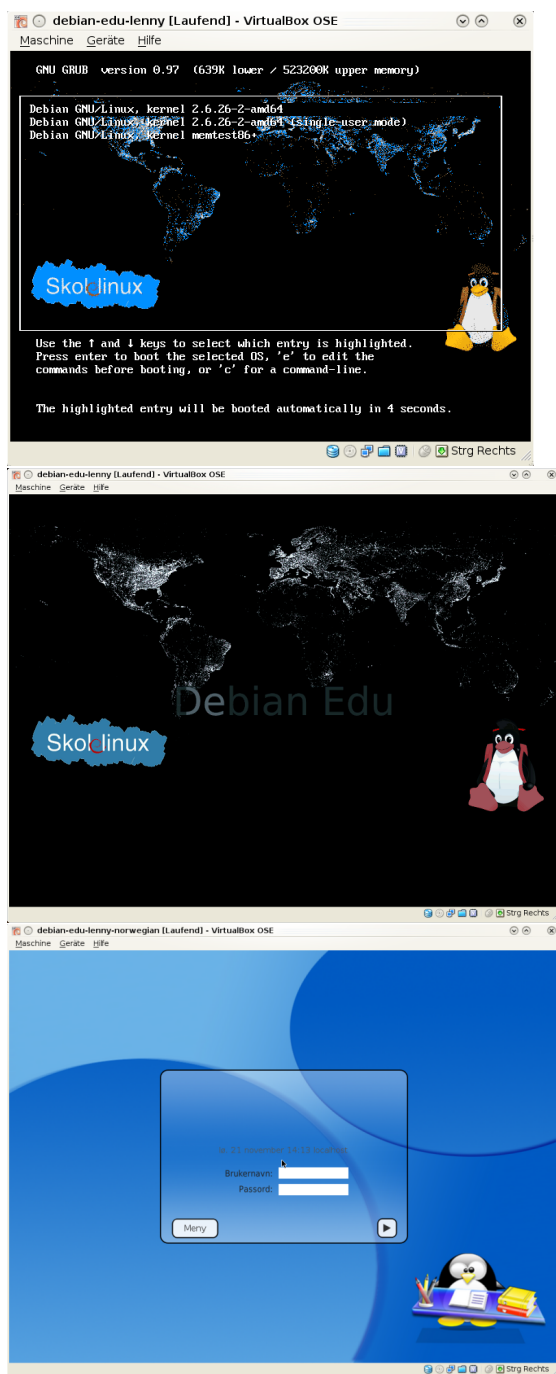 debian-edu-lenny [Laufend] - VirtualBox OSE
Maschine Geräte Hilfe
GNU GRUB version 0.97 (639K lower / 523200K upper memory)
Debian GNU/Linux, kernel 2.6.26-2-amd64
Debian GNU/Linux, kernel 2.6.26-2-amd64 (single-user mode)
Debian GNU/Linux, kernel memtest86+
Skolelinux
Use the ↑ and ↓ keys to select which entry is highlighted.
Press enter to boot the selected OS, 'e' to edit the
commands before booting, or 'c' for a command-line.
The highlighted entry will be booted automatically in 4 seconds.
Strg Rechts
debian-edu-lenny [Laufend] - VirtualBox OSE
Maschine Geräte Hilfe
Debian Edu
Skolelinux
Strg Rechts
debian-edu-lenny-norwegian [Laufend] - VirtualBox OSE
Maschine Geräte Hilfe
november
Brukernavn:
Passord:
Meny
Strg Rechts